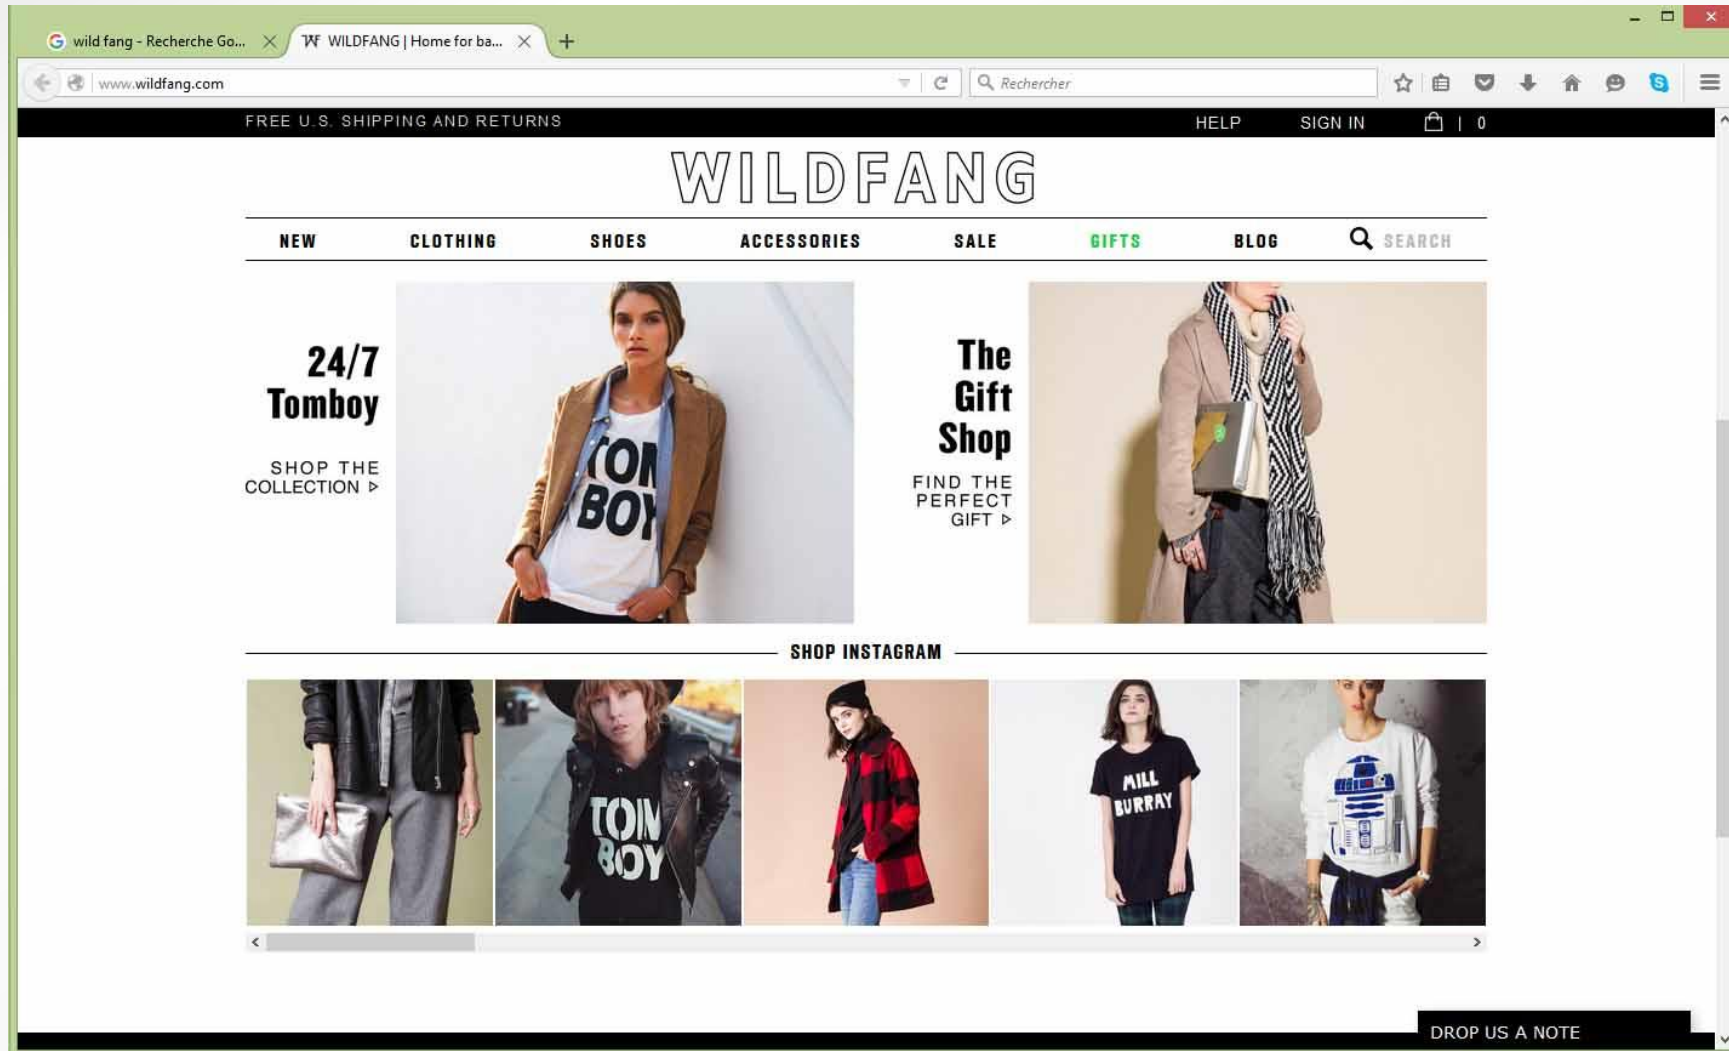 wild fang - Recherche Go...
WILDFANG | Home for ba...
www.wildfang.com
Rechercher
FREE U.S. SHIPPING AND RETURNS
HELP
SIGN IN
| 0
WILDFANG
NEW
CLOTHING
SHOES
ACCESSORIES
SALE
GIFTS
BLOG
SEARCH
24/7
Tomboy
SHOP THE
COLLECTION
TOM
BOY
The
Gift
Shop
FIND THE
PERFECT
GIFT
SHOP INSTAGRAM
TOM
BOY
MILL
BURRAY
DROP US A NOTE